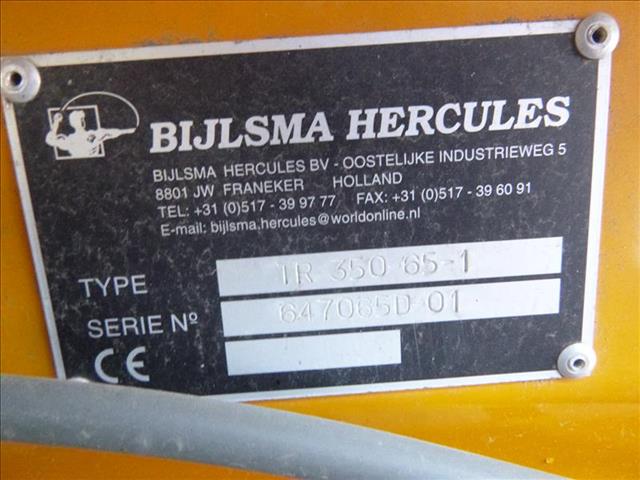 BIJLSMA HERCULES
BIJLSMA HERCULES BV - OOSTELIJKE INDUSTRIEWEG 5
8801 JW FRANEKER HOLLAND
TEL: +31 (0)517 - 39 97 77 FAX: +31 (0)517 - 39 60 91
E-mail: bijlsma.hercules@worldonline.nl
TYPE TR 350 65-1
SERIE Nº 647065D-01
CE